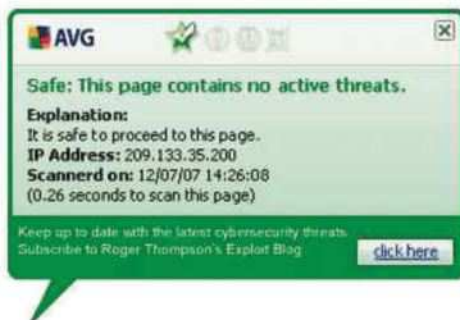 AVG
Safe: This page contains no active threats.
Explanation:
It is safe to proceed to this page.
IP Address: 209.133.35.200
Scannerd on: 12/07/07 14:26:08
(0.26 seconds to scan this page)
Keep up to date with the latest cybersecurity threats
Subscribe to Roger Thompson's Exploit Blog
click here